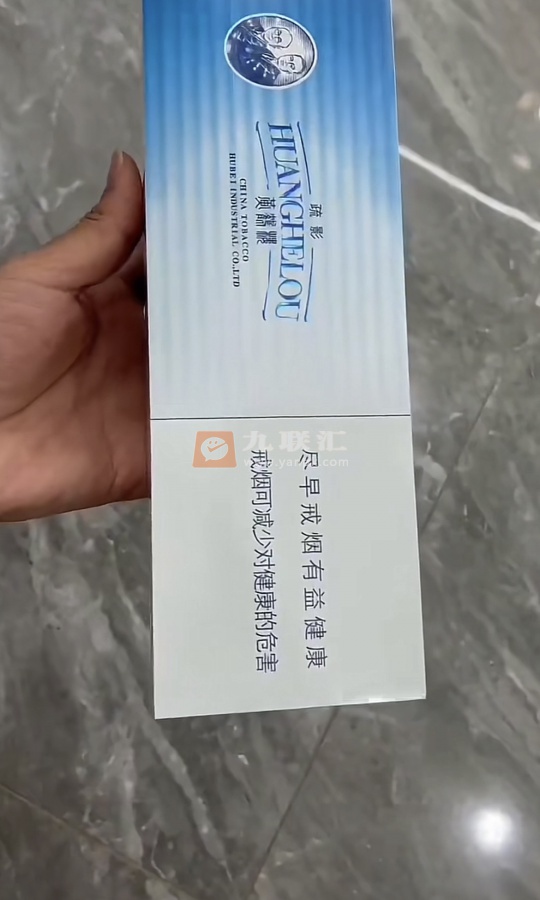 HUANGHELOU
疏影
黄鹤楼
CHINA TOBACCO
HUBEI INDUSTRIAL CO.,LTD
九联汇
尽早戒烟有益健康
戒烟可减少对健康的危害